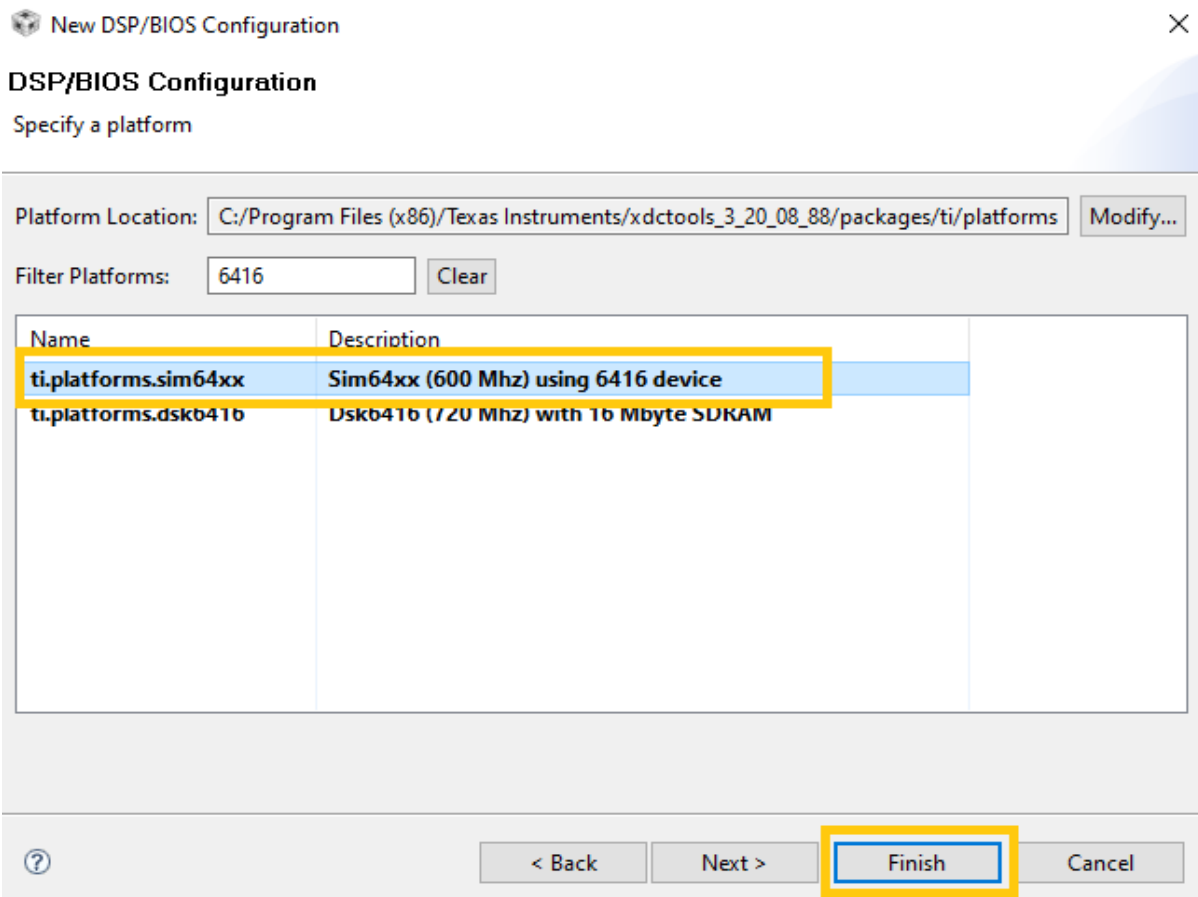 New DSP/BIOS Configuration
DSP/BIOS Configuration
Specify a platform
Platform Location: C:/Program Files (x86)/Texas Instruments/xdctools_3_20_08_88/packages/ti/platforms Modify...
Filter Platforms: 6416 Clear
Name Description
ti.platforms.sim64xx Sim64xx (600 Mhz) using 6416 device
ti.platforms.dsk6416 Dsk6416 (720 Mhz) with 16 Mbyte SDRAM
? < Back Next > Finish Cancel